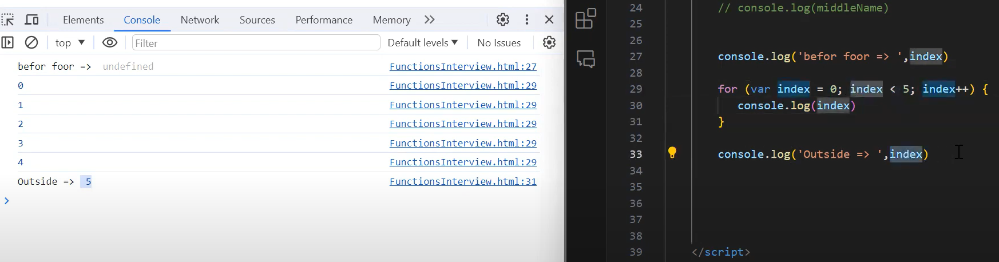 Elements Console Network Sources Performance Memory
top Filter Default levels No Issues
befor foor => undefined FunctionsInterview.html:27
0 FunctionsInterview.html:29
1 FunctionsInterview.html:29
2 FunctionsInterview.html:29
3 FunctionsInterview.html:29
4 FunctionsInterview.html:29
Outside => 5 FunctionsInterview.html:31
24 // console.log(middleName)
25
26
27 console.log('befor foor => ',index)
28
29 for (var index = 0; index < 5; index++) {
30 console.log(index)
31 }
32
33 console.log('Outside => ',index)
34
35
36
37
38
39 </script>